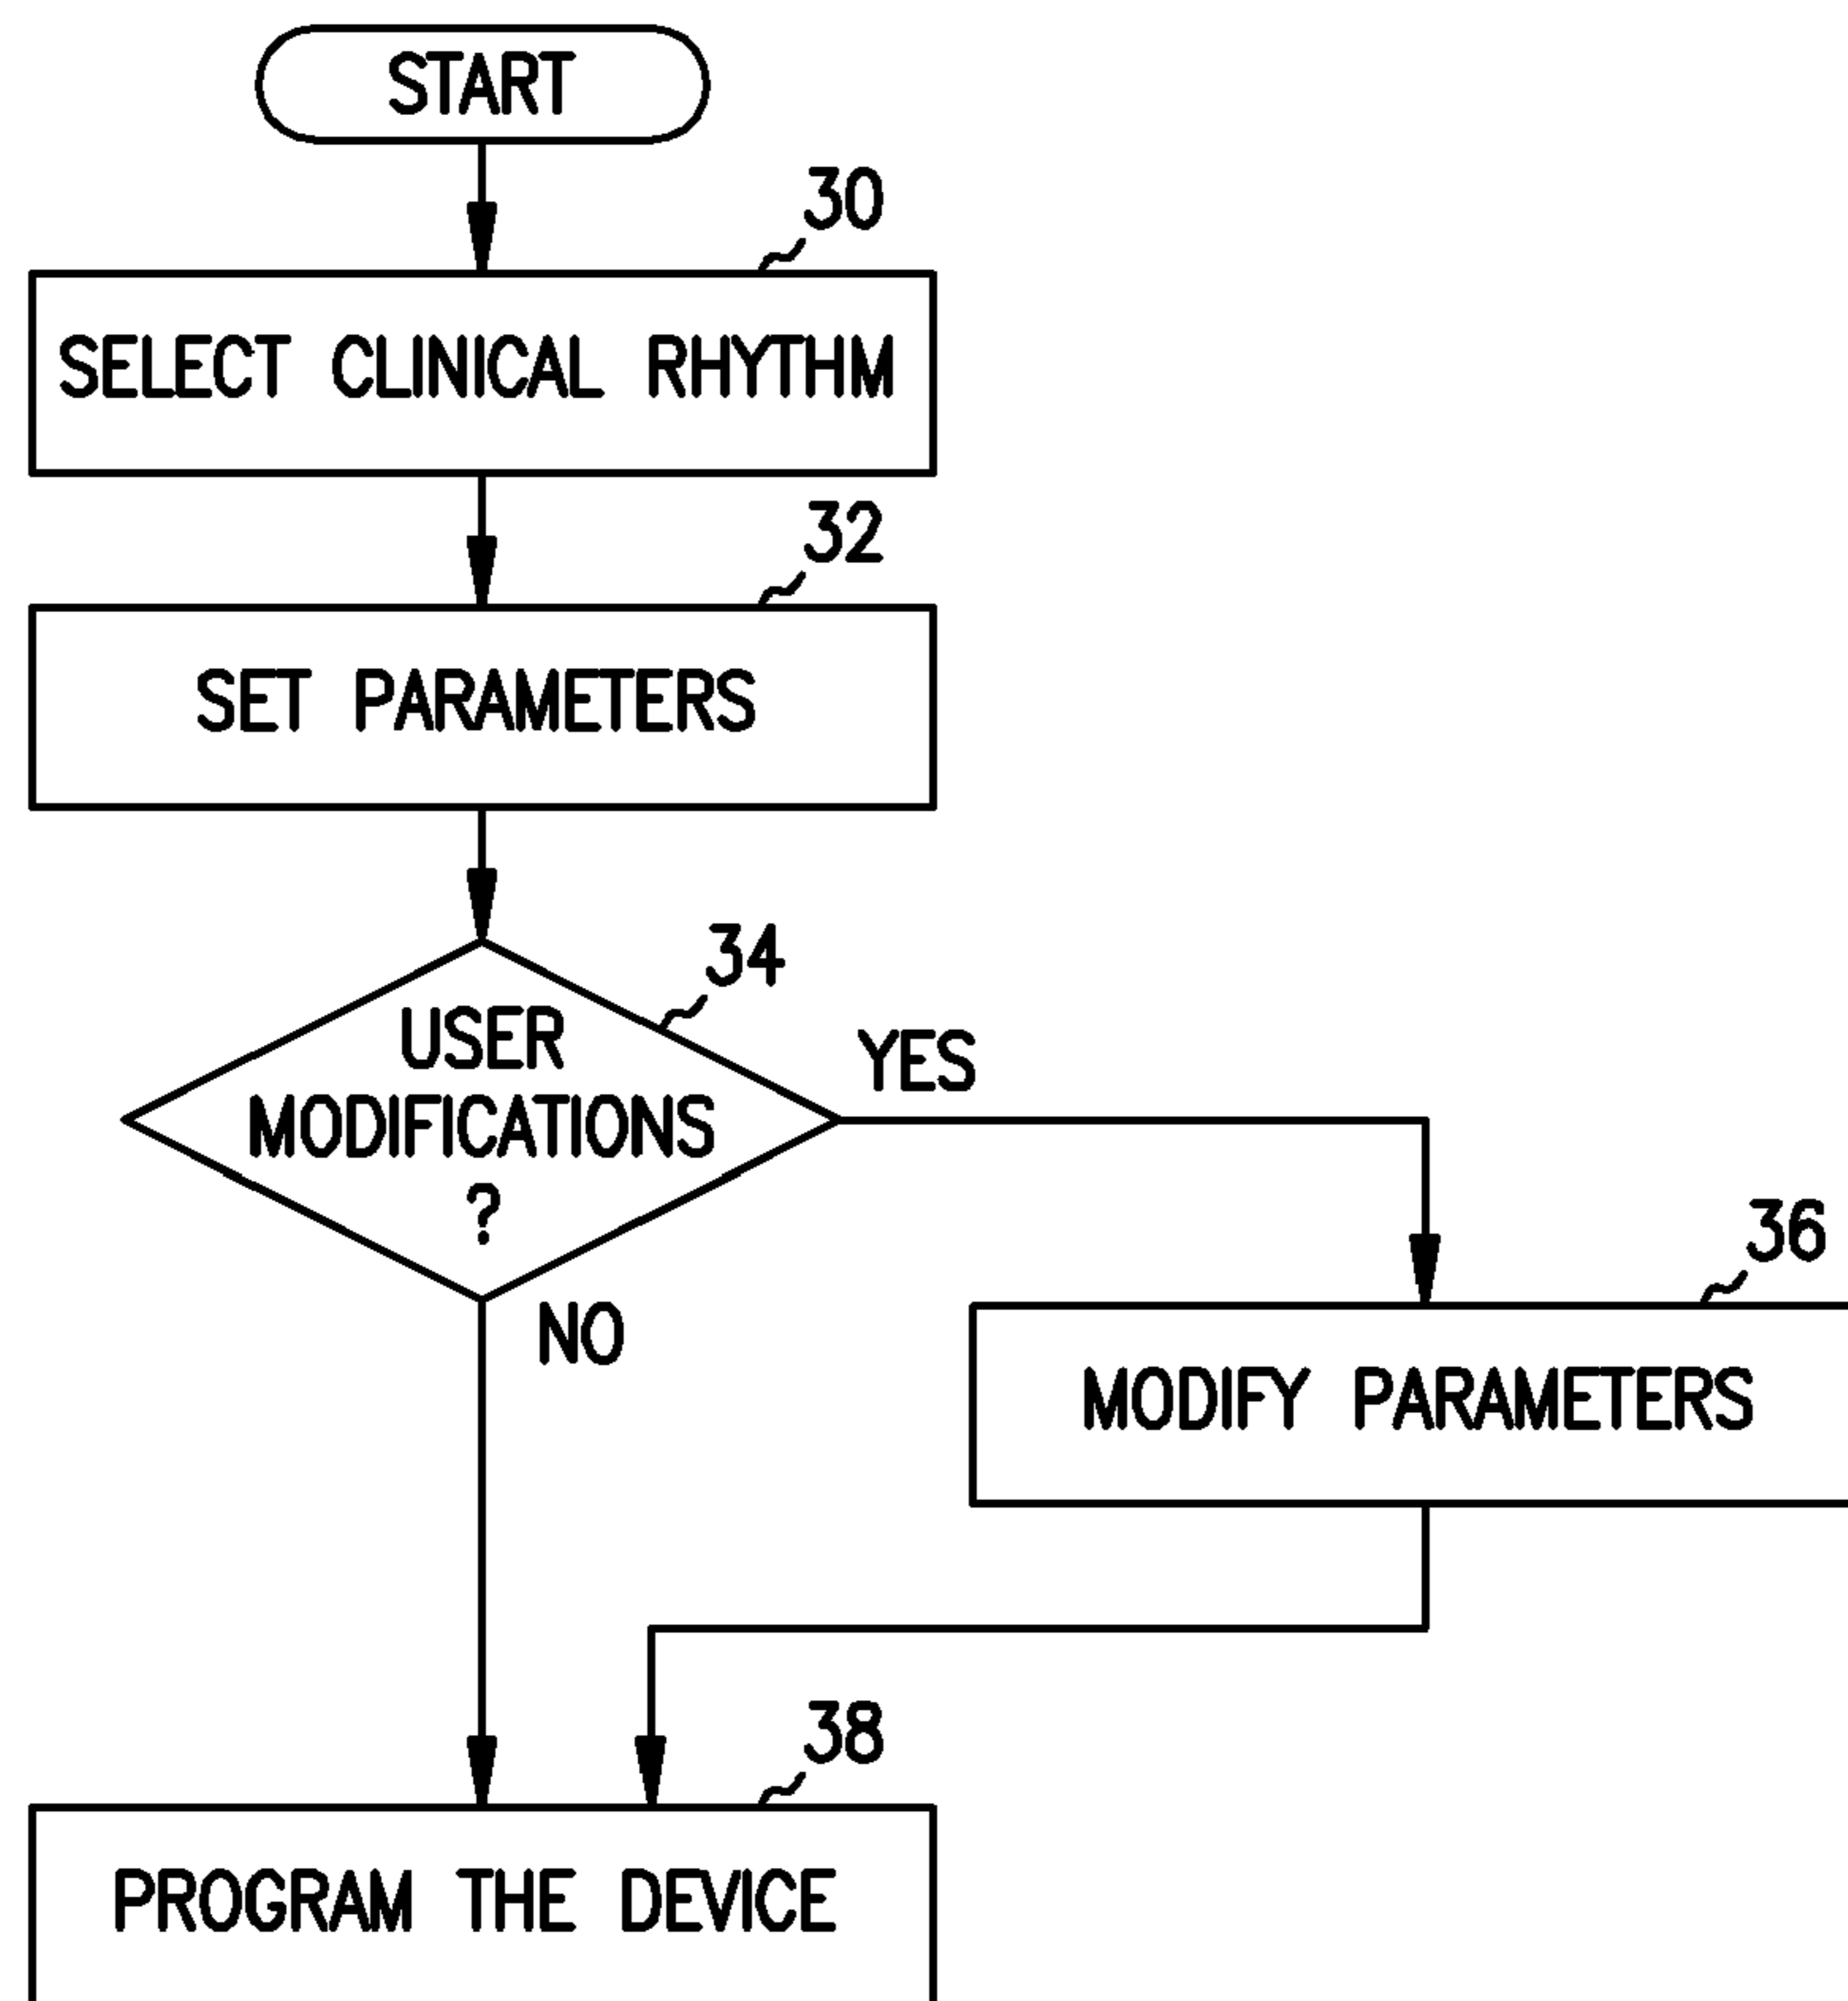 START
30
SELECT CLINICAL RHYTHM
32
SET PARAMETERS
34
USER
MODIFICATIONS
?
YES
NO
36
MODIFY PARAMETERS
38
PROGRAM THE DEVICE